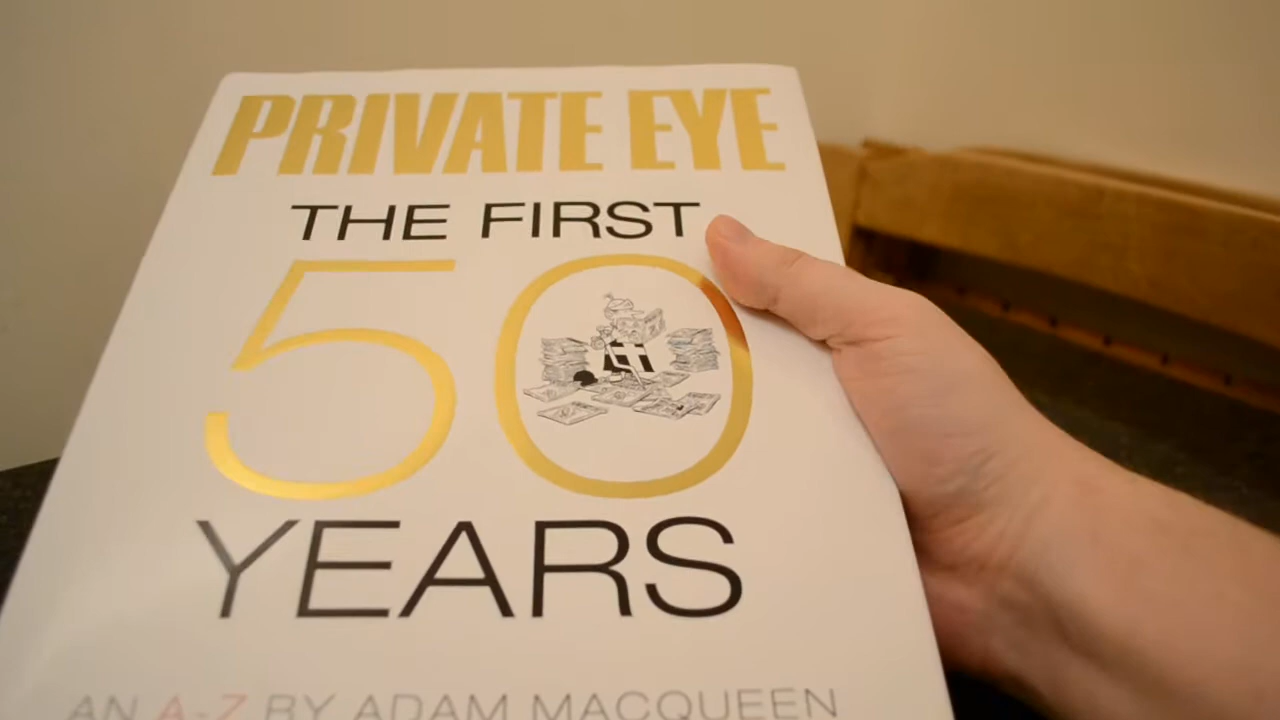 PRIVATE EYE
THE FIRST
50
YEARS
AN A-Z BY ADAM MACQUEEN